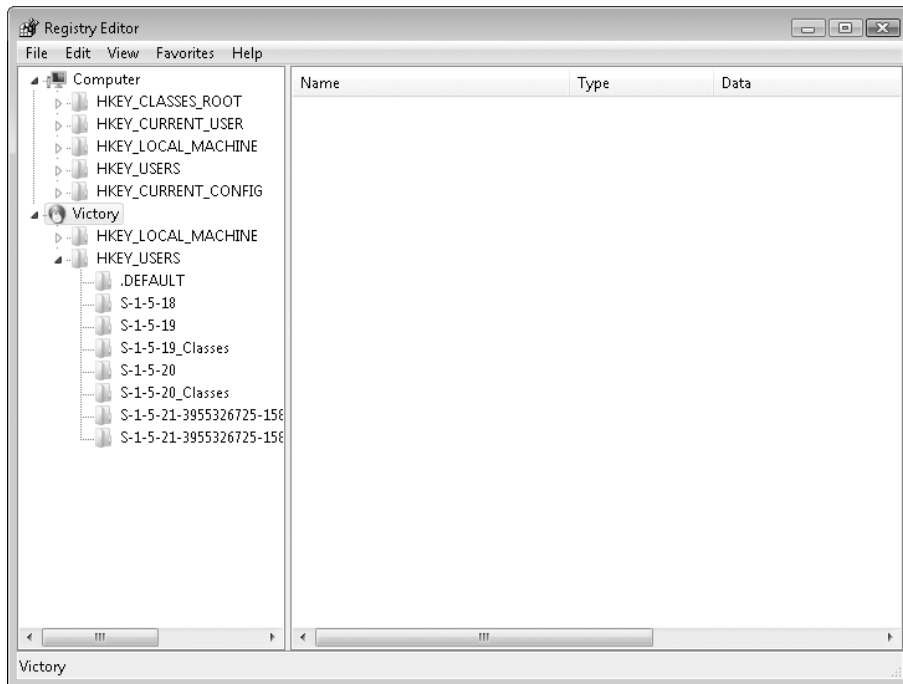 Registry Editor
File Edit View Favorites Help
Computer
HKEY_CLASSES_ROOT
HKEY_CURRENT_USER
HKEY_LOCAL_MACHINE
HKEY_USERS
HKEY_CURRENT_CONFIG
Victory
HKEY_LOCAL_MACHINE
HKEY_USERS
.DEFAULT
S-1-5-18
S-1-5-19
S-1-5-19_Classes
S-1-5-20
S-1-5-20_Classes
S-1-5-21-3955326725-158
S-1-5-21-3955326725-158
Name Type Data
Victory